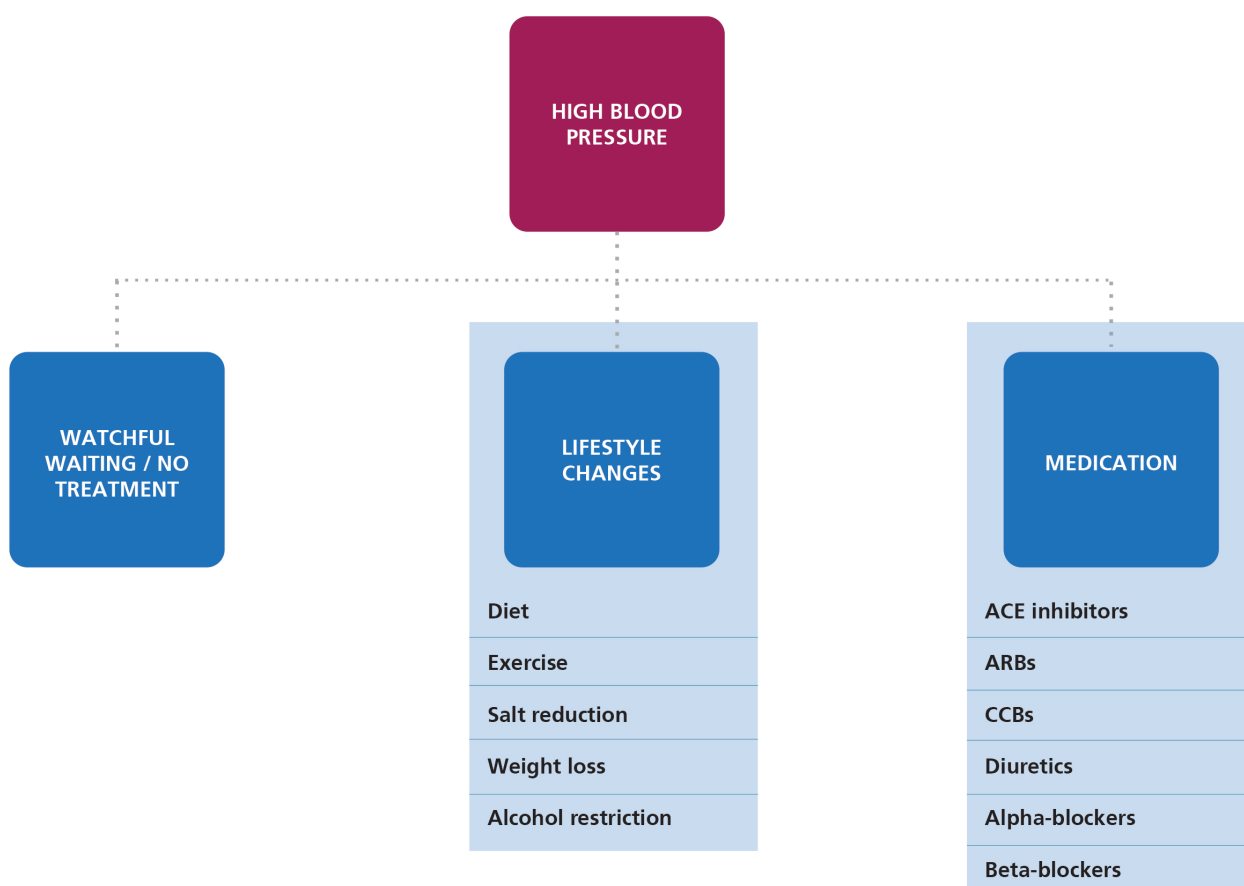 HIGH BLOOD
PRESSURE
WATCHFUL
WAITING / NO
TREATMENT
LIFESTYLE
CHANGES
Diet
Exercise
Salt reduction
Weight loss
Alcohol restriction
MEDICATION
ACE inhibitors
ARBs
CCBs
Diuretics
Alpha-blockers
Beta-blockers